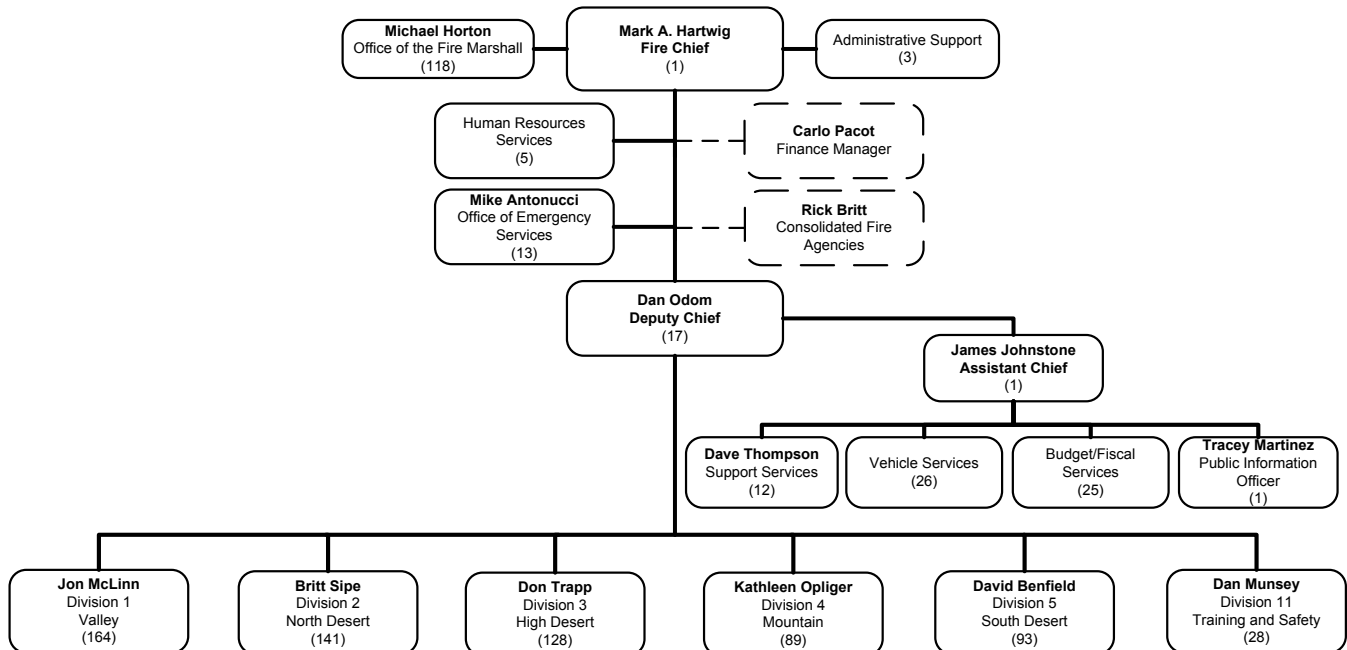 Michael Horton
Office of the Fire Marshall
(118)
Mark A. Hartwig
Fire Chief
(1)
Administrative Support
(3)
Human Resources
Services
(5)
Carlo Pacot
Finance Manager
Mike Antonucci
Office of Emergency
Services
(13)
Rick Britt
Consolidated Fire
Agencies
Dan Odom
Deputy Chief
(17)
James Johnstone
Assistant Chief
(1)
Dave Thompson
Support Services
(12)
Vehicle Services
(26)
Budget/Fiscal
Services
(25)
Tracey Martinez
Public Information
Officer
(1)
Jon McLinn
Division 1
Valley
(164)
Britt Sipe
Division 2
North Desert
(141)
Don Trapp
Division 3
High Desert
(128)
Kathleen Opliger
Division 4
Mountain
(89)
David Benfield
Division 5
South Desert
(93)
Dan Munsey
Division 11
Training and Safety
(28)